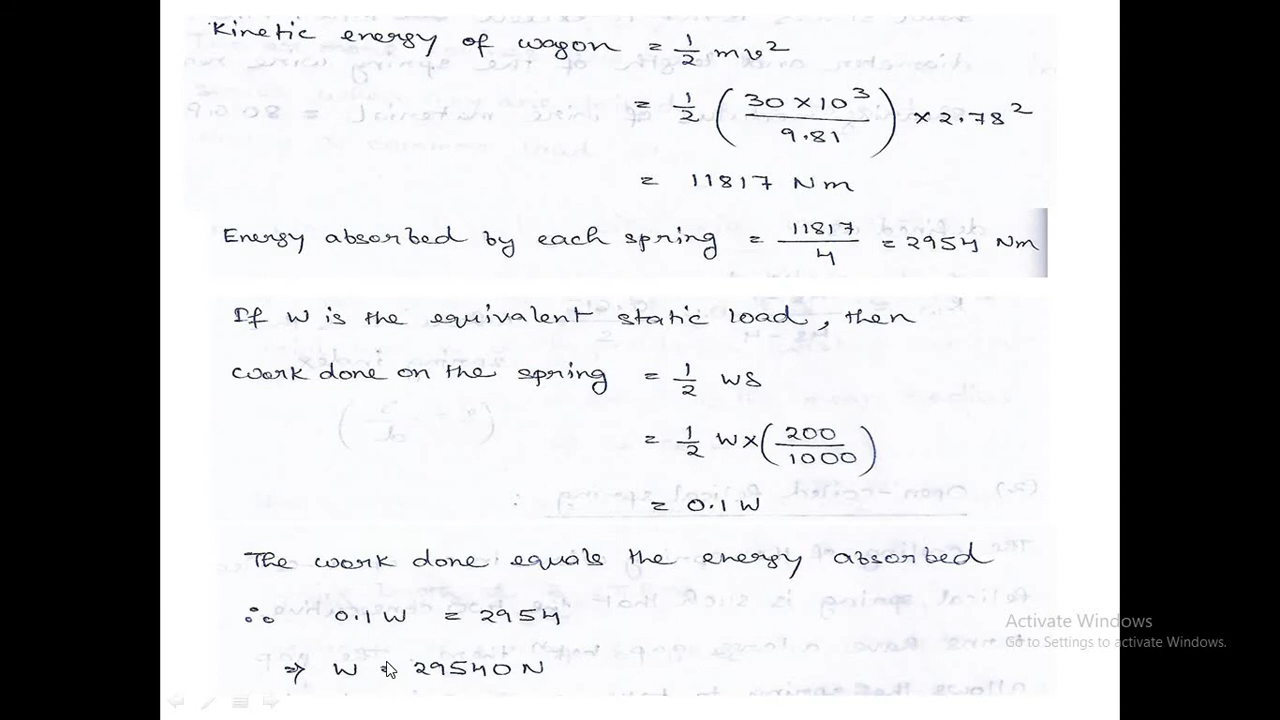 Kinetic energy of wagon = 1/2 mv²
= 1/2 (30 × 10³ / 9.81) × 2.78²
= 11817 Nm
Energy absorbed by each spring = 11817/4 = 2954 Nm
If W is the equivalent static load, then
work done on the spring = 1/2 Wδ
= 1/2 W × (200/1000)
= 0.1 W
The work done equals the energy absorbed
∴ 0.1 W = 2954
⇒ W = 29540 N
Activate Windows
Go to Settings to activate Windows.